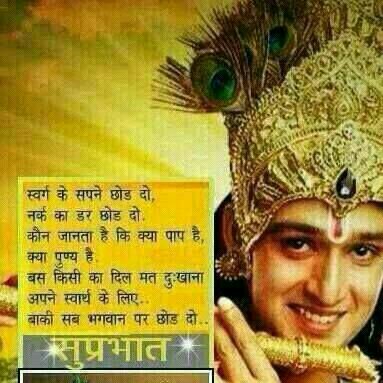 स्वर्ग के सपने छोड दो,
नर्क का डर छोड दो.
कौन जानता है कि क्या पाप है,
क्या पुण्य है.
बस किसी का दिल मत दुःखाना
अपने स्वार्थ के लिए..
बाकी सब भगवान पर छोड दो..
सुप्रभात